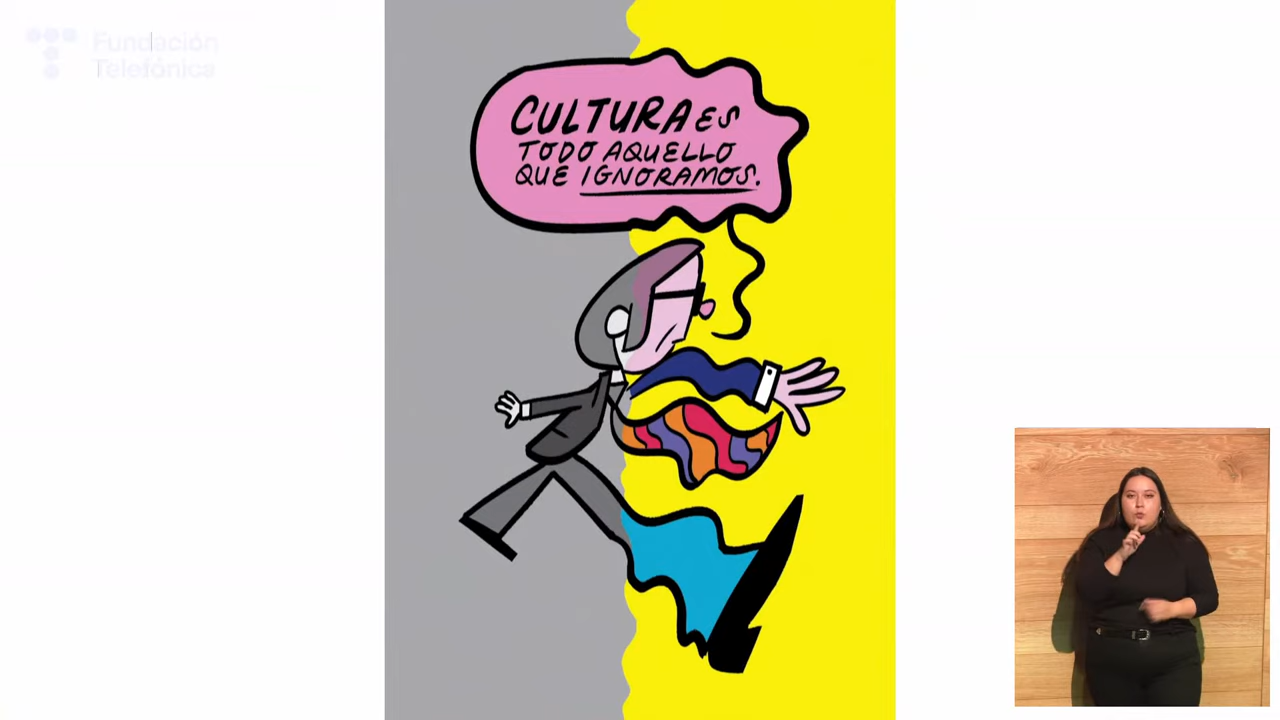 Fundación
Telefónica
CULTURA ES
TODO AQUELLO
QUE IGNORAMOS.